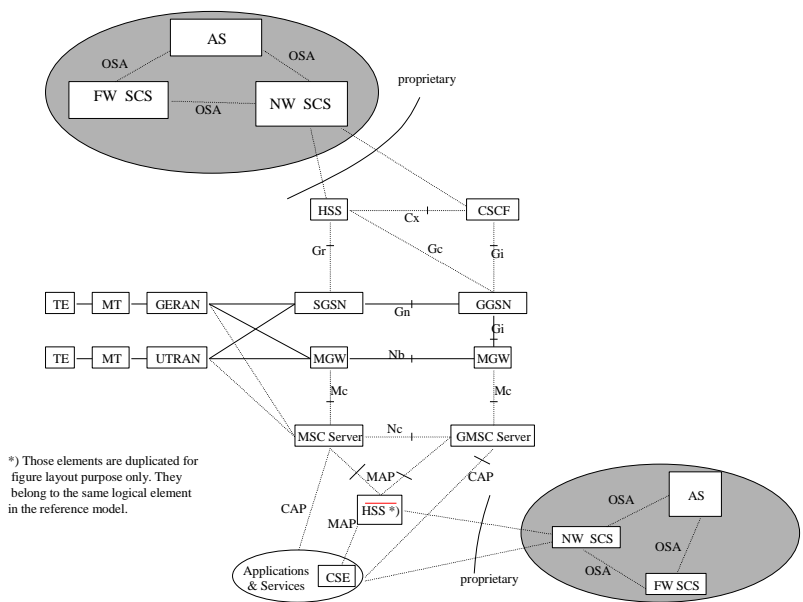 AS
OSA
OSA
FW SCS
OSA
NW SCS
proprietary
HSS
Cx
CSCF
Gr
Gc
Gi
TE
MT
GERAN
SGSN
Gn
GGSN
Gi
TE
MT
UTRAN
MGW
Nb
MGW
Mc
Mc
MSC Server
Nc
GMSC Server
*) Those elements are duplicated for
figure layout purpose only. They
belong to the same logical element
in the reference model.
MAP
CAP
CAP
HSS *)
MAP
OSA
AS
NW SCS
OSA
OSA
FW SCS
Applications
& Services
CSE
proprietary